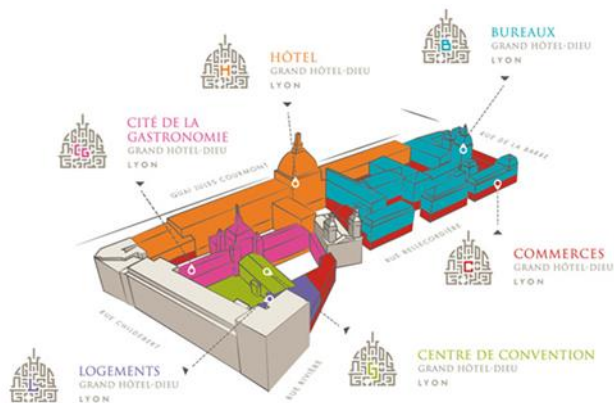 BUREAUX
GRAND HÔTEL-DIEU
LYON
B
HÔTEL
GRAND HÔTEL-DIEU
LYON
H
CITÉ DE LA
GASTRONOMIE
GRAND HÔTEL-DIEU
LYON
CG
QUAI JULES COURMONT
RUE DE LA BARRE
RUE BELLECORDIÈRE
COMMERCES
GRAND HÔTEL-DIEU
LYON
C
RUE CHILDEBERT
RUE RIVIÈRE
LOGEMENTS
GRAND HÔTEL-DIEU
LYON
L
CENTRE DE CONVENTION
GRAND HÔTEL-DIEU
LYON